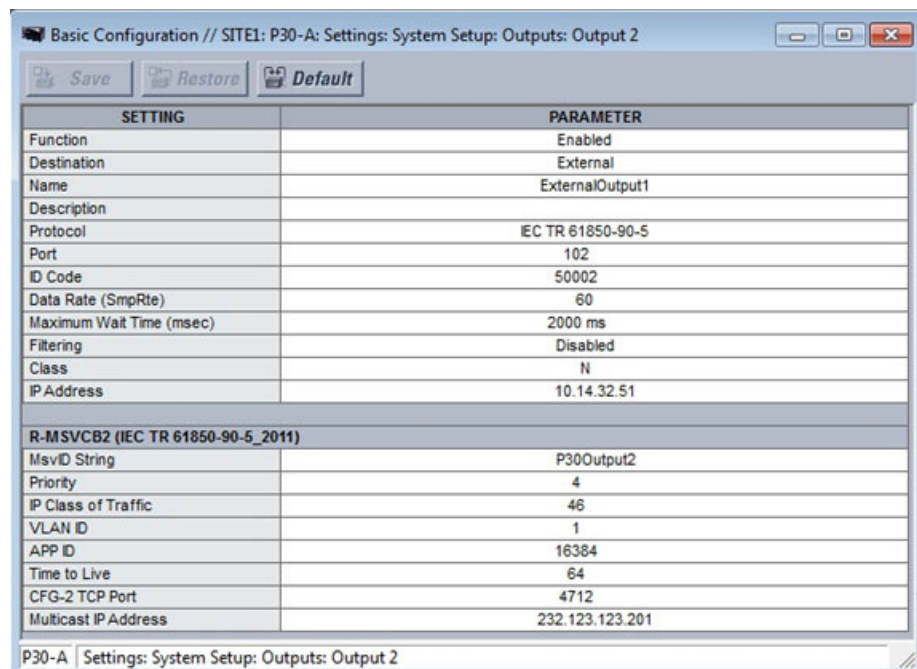 Basic Configuration // SITE1: P30-A: Settings: System Setup: Outputs: Output 2
Save Restore Default
SETTING PARAMETER
Function Enabled
Destination External
Name ExternalOutput1
Description
Protocol IEC TR 61850-90-5
Port 102
ID Code 50002
Data Rate (SmpRte) 60
Maximum Wait Time (msec) 2000 ms
Filtering Disabled
Class N
IP Address 10.14.32.51
R-MSVCB2 (IEC TR 61850-90-5_2011)
MsvID String P30Output2
Priority 4
IP Class of Traffic 46
VLAN ID 1
APP ID 16384
Time to Live 64
CFG-2 TCP Port 4712
Multicast IP Address 232.123.123.201
P30-A Settings: System Setup: Outputs: Output 2